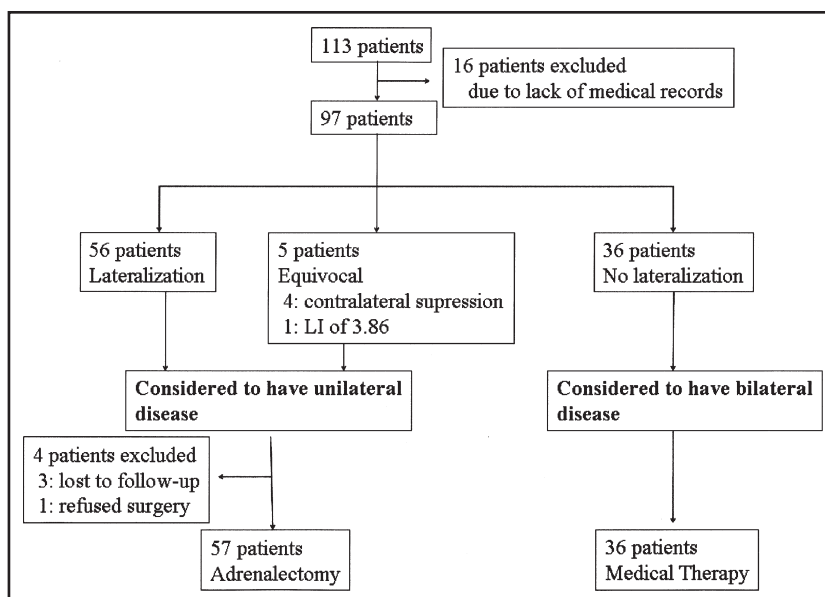 113 patients
16 patients excluded
due to lack of medical records
97 patients
56 patients
Lateralization
5 patients
Equivocal
4: contralateral supression
1: LI of 3.86
36 patients
No lateralization
Considered to have unilateral
disease
Considered to have bilateral
disease
4 patients excluded
3: lost to follow-up
1: refused surgery
57 patients
Adrenalectomy
36 patients
Medical Therapy